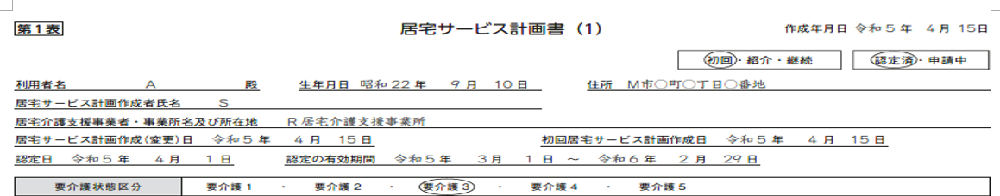 第1表 居宅サービス計画書（1） 作成年月日 令和5年 4月 15日
初回・紹介・継続 認定済・申請中
利用者名 A 殿 生年月日 昭和22年 9月 10日 住所 M市○町○丁目○番地
居宅サービス計画作成者氏名 S
居宅介護支援事業者・事業所名及び所在地 R居宅介護支援事業所
居宅サービス計画作成(変更)日 令和5年 4月 15日 初回居宅サービス計画作成日 令和5年 4月 15日
認定日 令和5年 4月 1日 認定の有効期間 令和5年 3月 1日 ～ 令和6年 2月 29日
要介護状態区分 要介護1 ・ 要介護2 ・ 要介護3 ・ 要介護4 ・ 要介護5